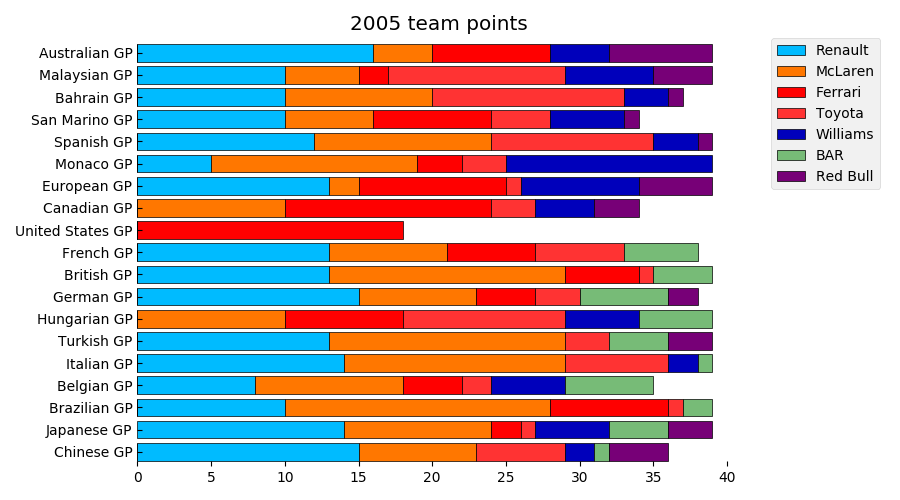 2005 team points
Australian GP
Malaysian GP
Bahrain GP
San Marino GP
Spanish GP
Monaco GP
European GP
Canadian GP
United States GP
French GP
British GP
German GP
Hungarian GP
Turkish GP
Italian GP
Belgian GP
Brazilian GP
Japanese GP
Chinese GP
0 5 10 15 20 25 30 35 40
Renault
McLaren
Ferrari
Toyota
Williams
BAR
Red Bull